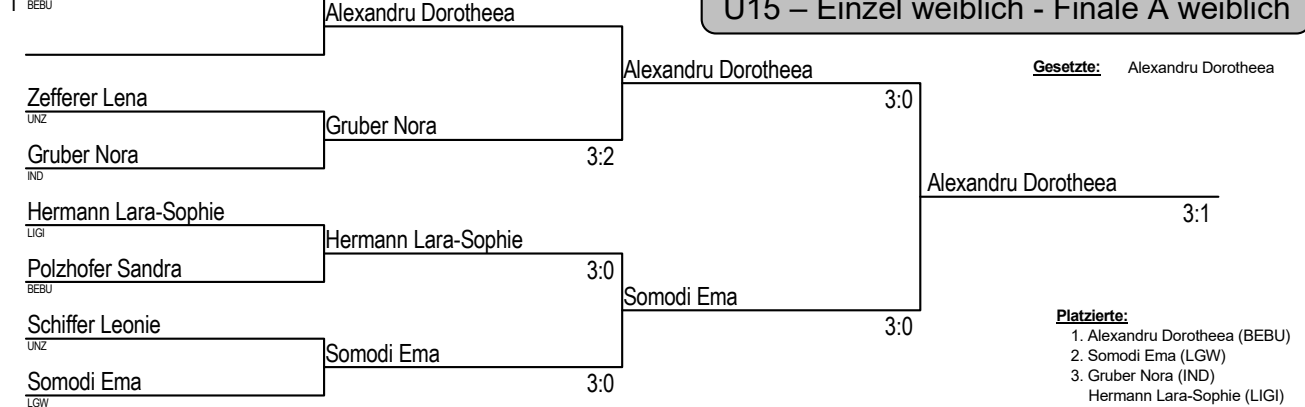 1
BEBU
Alexandru Dorotheea
U15 – Einzel weiblich - Finale A weiblich
Alexandru Dorotheea
3:0
Gesetzte: Alexandru Dorotheea
Zefferer Lena
UNZ
Gruber Nora
3:2
Gruber Nora
IND
Alexandru Dorotheea
3:1
Hermann Lara-Sophie
LIGI
Hermann Lara-Sophie
3:0
Polzhofer Sandra
BEBU
Somodi Ema
3:0
Schiffer Leonie
UNZ
Somodi Ema
3:0
Somodi Ema
LGW
Platzierte:
1. Alexandru Dorotheea (BEBU)
2. Somodi Ema (LGW)
3. Gruber Nora (IND)
Hermann Lara-Sophie (LIGI)